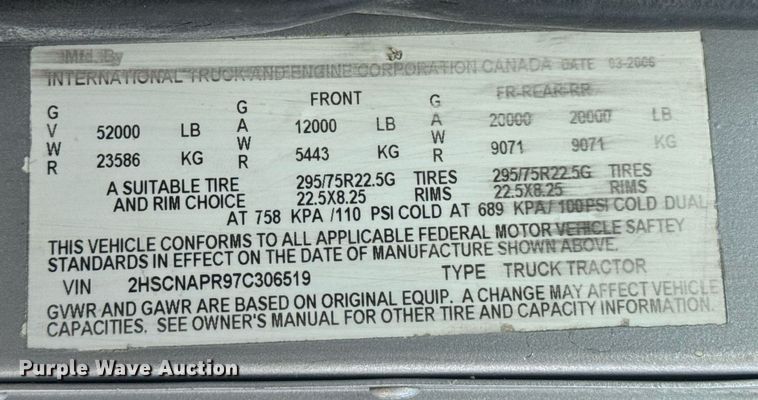 Mfd. By
INTERNATIONAL TRUCK AND ENGINE CORPORATION CANADA DATE 03-2006
FRONT FR-REAR-RR
GVWR 52000 LB GAWR 12000 LB GAWR 20000 20000 LB
23586 KG 5443 KG 9071 9071 KG
A SUITABLE TIRE 295/75R22.5G TIRES 295/75R22.5G TIRES
AND RIM CHOICE 22.5X8.25 RIMS 22.5X8.25 RIMS
AT 758 KPA /110 PSI COLD AT 689 KPA/ 100PSI COLD DUAL
THIS VEHICLE CONFORMS TO ALL APPLICABLE FEDERAL MOTOR VEHICLE SAFTEY
STANDARDS IN EFFECT ON THE DATE OF MANUFACTURE SHOWN ABOVE.
VIN 2HSCNAPR97C306519 TYPE TRUCK TRACTOR
GVWR AND GAWR ARE BASED ON ORIGINAL EQUIP. A CHANGE MAY AFFECT VEHICLE
CAPACITIES. SEE OWNER'S MANUAL FOR OTHER TIRE AND CAPACITY INFORMATION.
Purple Wave Auction